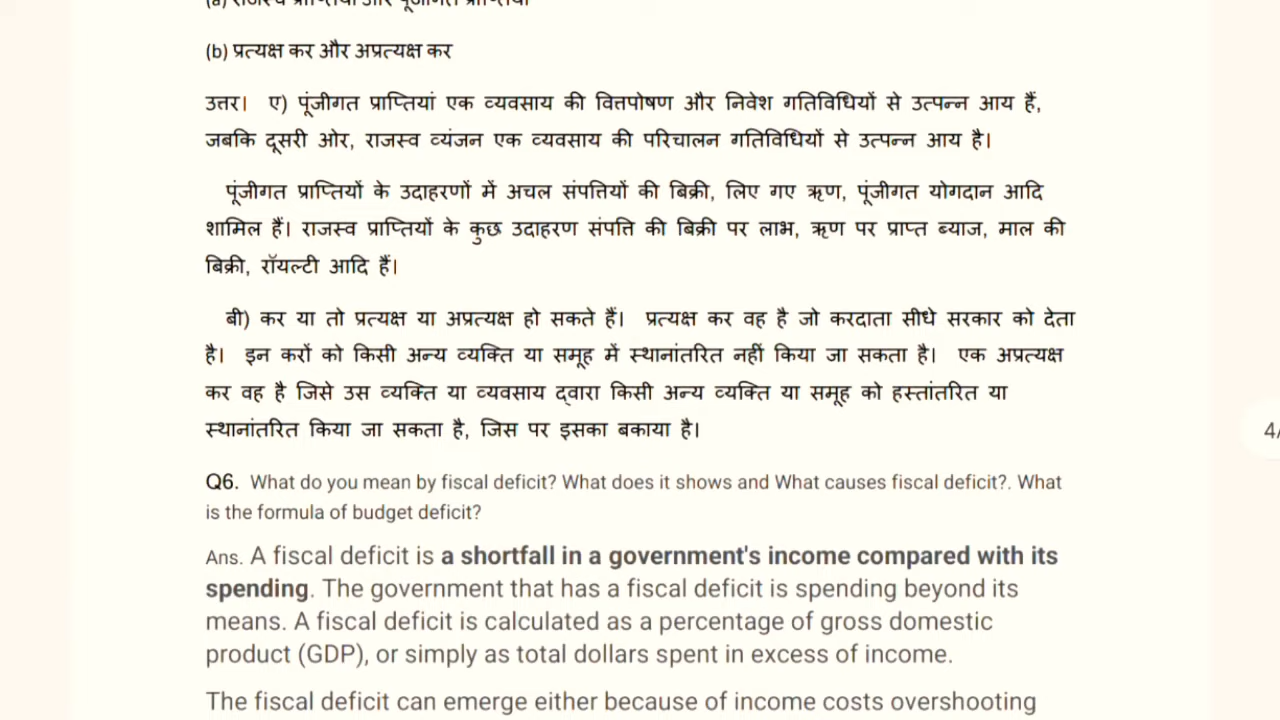 (a) राजस्व प्राप्तियां और पूंजीगत प्राप्तियां
(b) प्रत्यक्ष कर और अप्रत्यक्ष कर
उत्तर। ए) पूंजीगत प्राप्तियां एक व्यवसाय की वित्तपोषण और निवेश गतिविधियों से उत्पन्न आय हैं,
जबकि दूसरी ओर, राजस्व व्यंजन एक व्यवसाय की परिचालन गतिविधियों से उत्पन्न आय है।
पूंजीगत प्राप्तियों के उदाहरणों में अचल संपत्तियों की बिक्री, लिए गए ऋण, पूंजीगत योगदान आदि
शामिल हैं। राजस्व प्राप्तियों के कुछ उदाहरण संपत्ति की बिक्री पर लाभ, ऋण पर प्राप्त ब्याज, माल की
बिक्री, रॉयल्टी आदि हैं।
बी) कर या तो प्रत्यक्ष या अप्रत्यक्ष हो सकते हैं। प्रत्यक्ष कर वह है जो करदाता सीधे सरकार को देता
है। इन करों को किसी अन्य व्यक्ति या समूह में स्थानांतरित नहीं किया जा सकता है। एक अप्रत्यक्ष
कर वह है जिसे उस व्यक्ति या व्यवसाय द्वारा किसी अन्य व्यक्ति या समूह को हस्तांतरित या
स्थानांतरित किया जा सकता है, जिस पर इसका बकाया है।
4/
Q6. What do you mean by fiscal deficit? What does it shows and What causes fiscal deficit?. What
is the formula of budget deficit?
Ans. A fiscal deficit is a shortfall in a government's income compared with its
spending. The government that has a fiscal deficit is spending beyond its
means. A fiscal deficit is calculated as a percentage of gross domestic
product (GDP), or simply as total dollars spent in excess of income.
The fiscal deficit can emerge either because of income costs overshooting